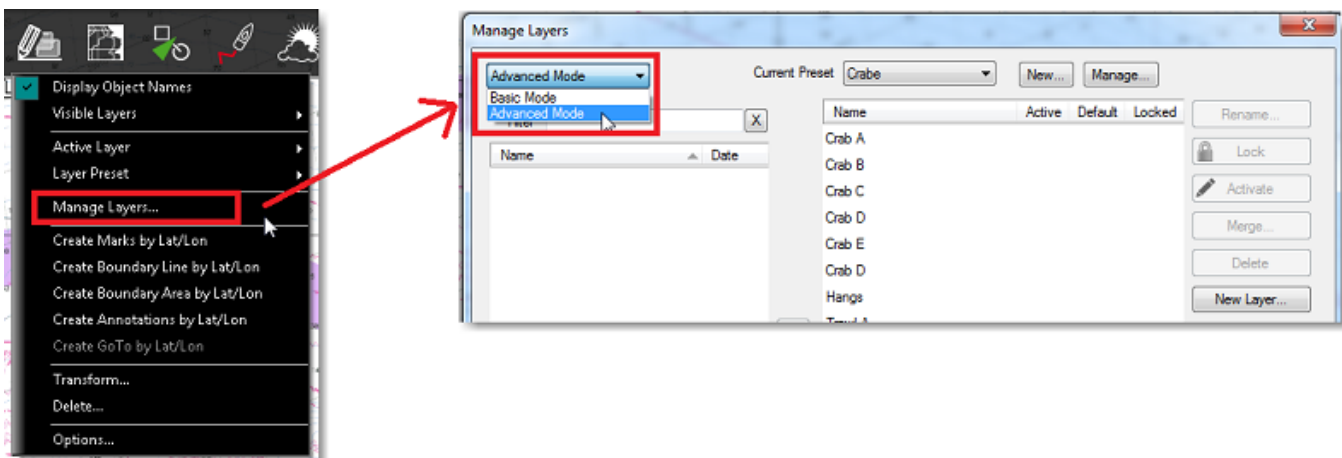 Display Object Names
Visible Layers
Active Layer
Layer Preset
Manage Layers...
Create Marks by Lat/Lon
Create Boundary Line by Lat/Lon
Create Boundary Area by Lat/Lon
Create Annotations by Lat/Lon
Create GoTo by Lat/Lon
Transform...
Delete...
Options...
Manage Layers
Advanced Mode
Basic Mode
Advanced Mode
Filter
X
Name Date
Current Preset Crabe New... Manage...
Name Active Default Locked
Crab A
Crab B
Crab C
Crab D
Crab E
Crab D
Hangs
Trawl A
Rename...
Lock
Activate
Merge...
Delete
New Layer...